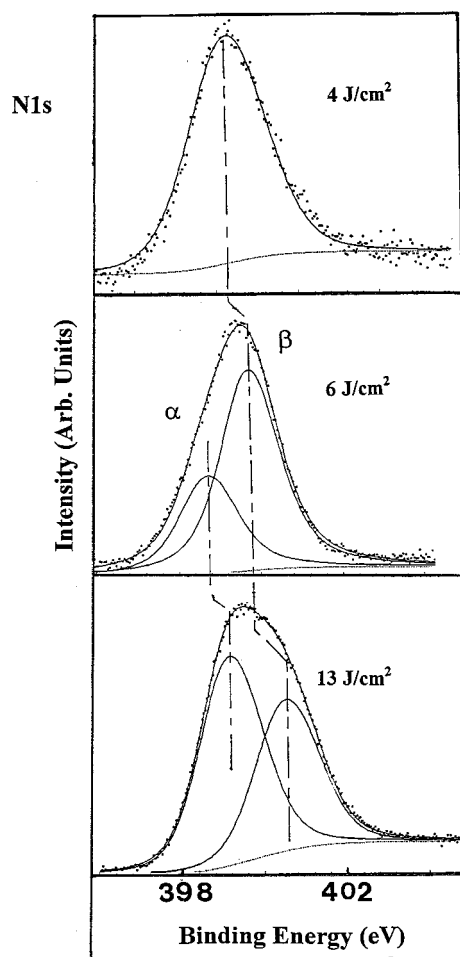 N1s
4 J/cm²
β
α
6 J/cm²
Intensity (Arb. Units)
13 J/cm²
398 402
Binding Energy (eV)